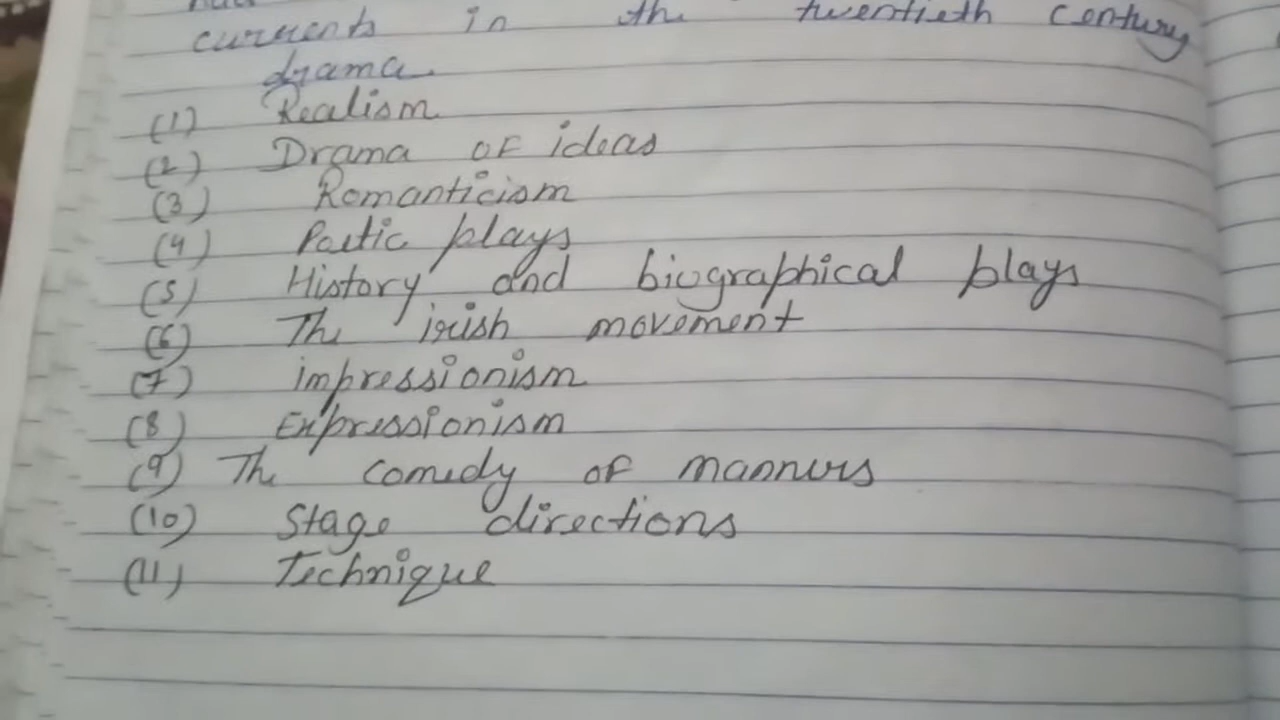 currents in the twentieth century
drama.
(1) Realism
(2) Drama of ideas
(3) Romanticism
(4) Poetic plays
(5) History and biographical plays
(6) The irish movement
(7) impressionism
(8) Expressionism
(9) The comedy of manners
(10) Stage directions
(11) Technique